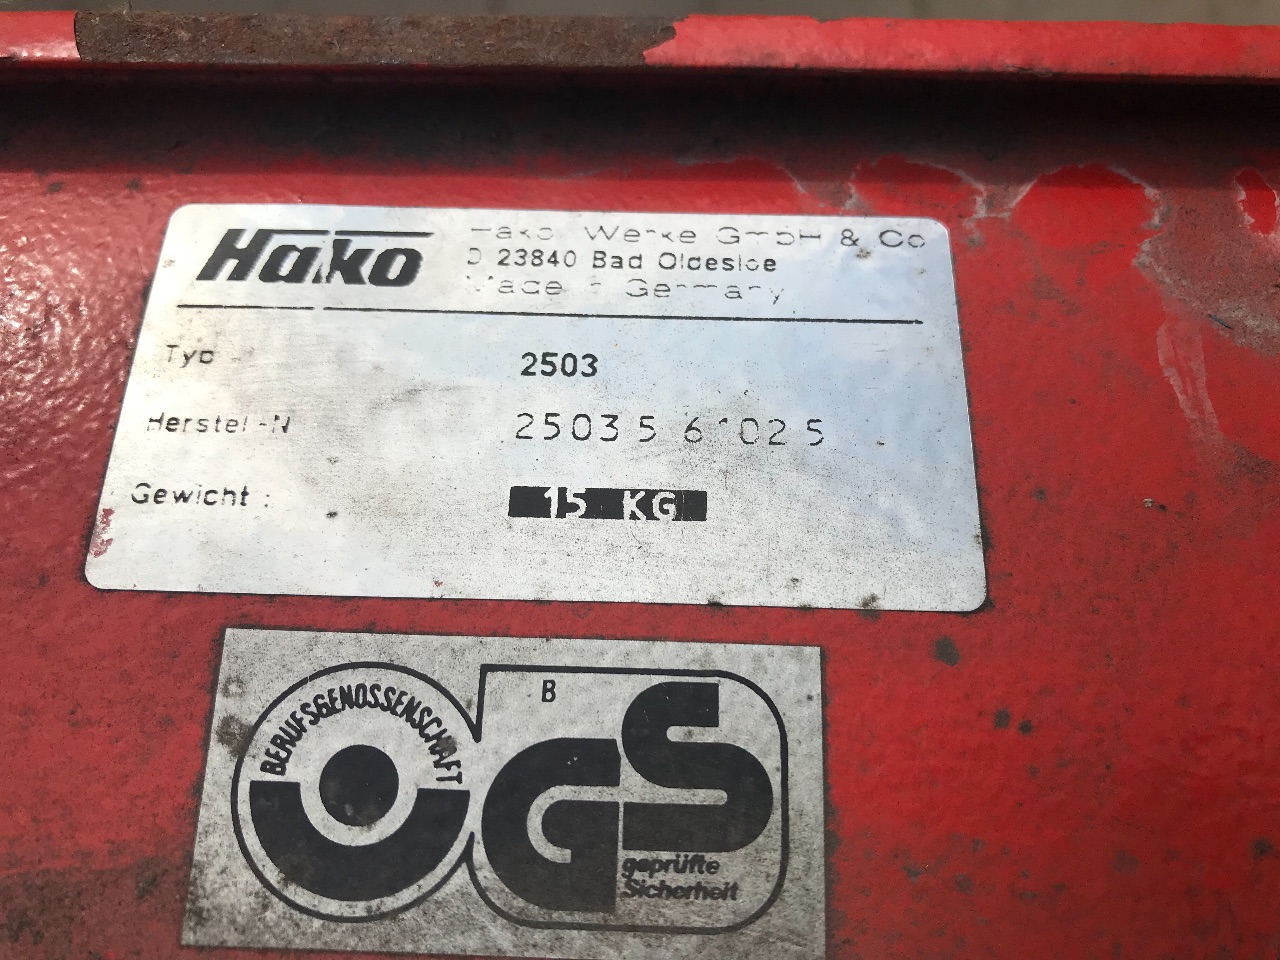 Hako
Hako Werke GmbH & Co
D 23840 Bad Oldesloe
Made in Germany
Typ
2503
Herstel -N
25035 61025
Gewicht :
15 KG
BERUFSGENOSSENSCHAFT
B
GS
geprüfte
Sicherheit